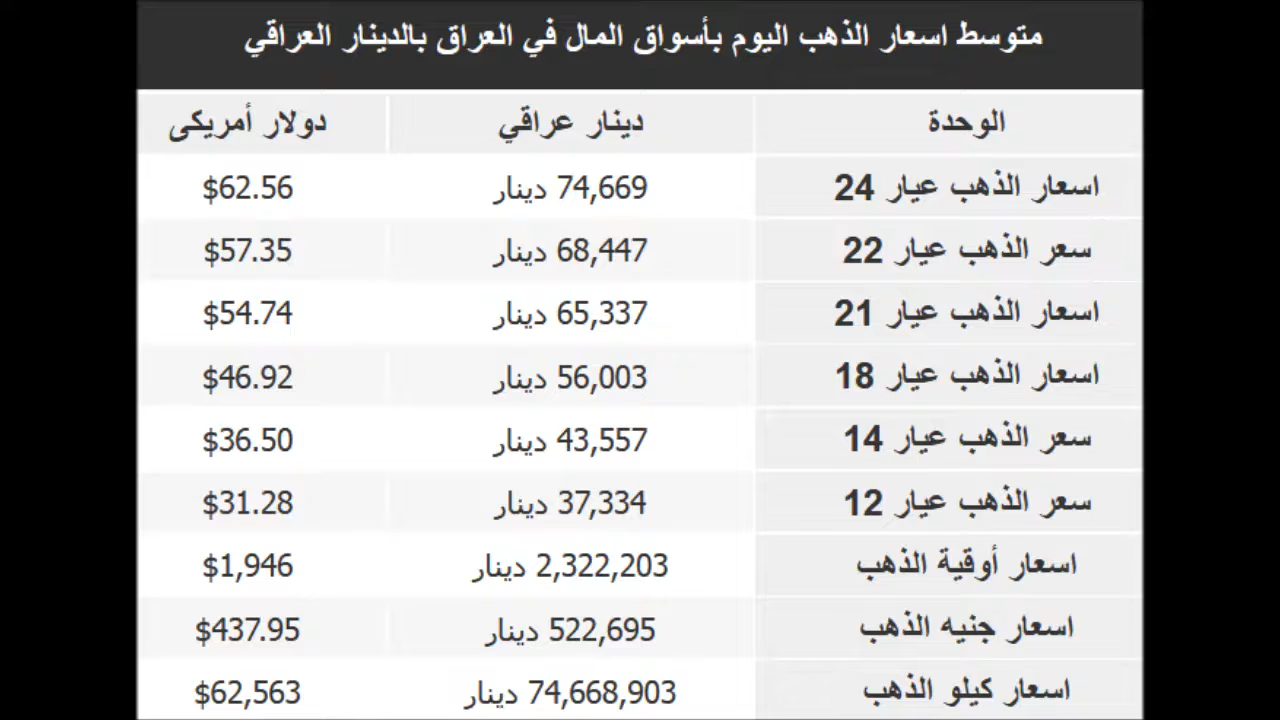 متوسط اسعار الذهب اليوم بأسواق المال في العراق بالدينار العراقي
الوحدة دينار عراقي دولار أمريكى
اسعار الذهب عيار 24 74,669 دينار $62.56
سعر الذهب عيار 22 68,447 دينار $57.35
اسعار الذهب عيار 21 65,337 دينار $54.74
اسعار الذهب عيار 18 56,003 دينار $46.92
سعر الذهب عيار 14 43,557 دينار $36.50
سعر الذهب عيار 12 37,334 دينار $31.28
اسعار أوقية الذهب 2,322,203 دينار $1,946
اسعار جنيه الذهب 522,695 دينار $437.95
اسعار كيلو الذهب 74,668,903 دينار $62,563